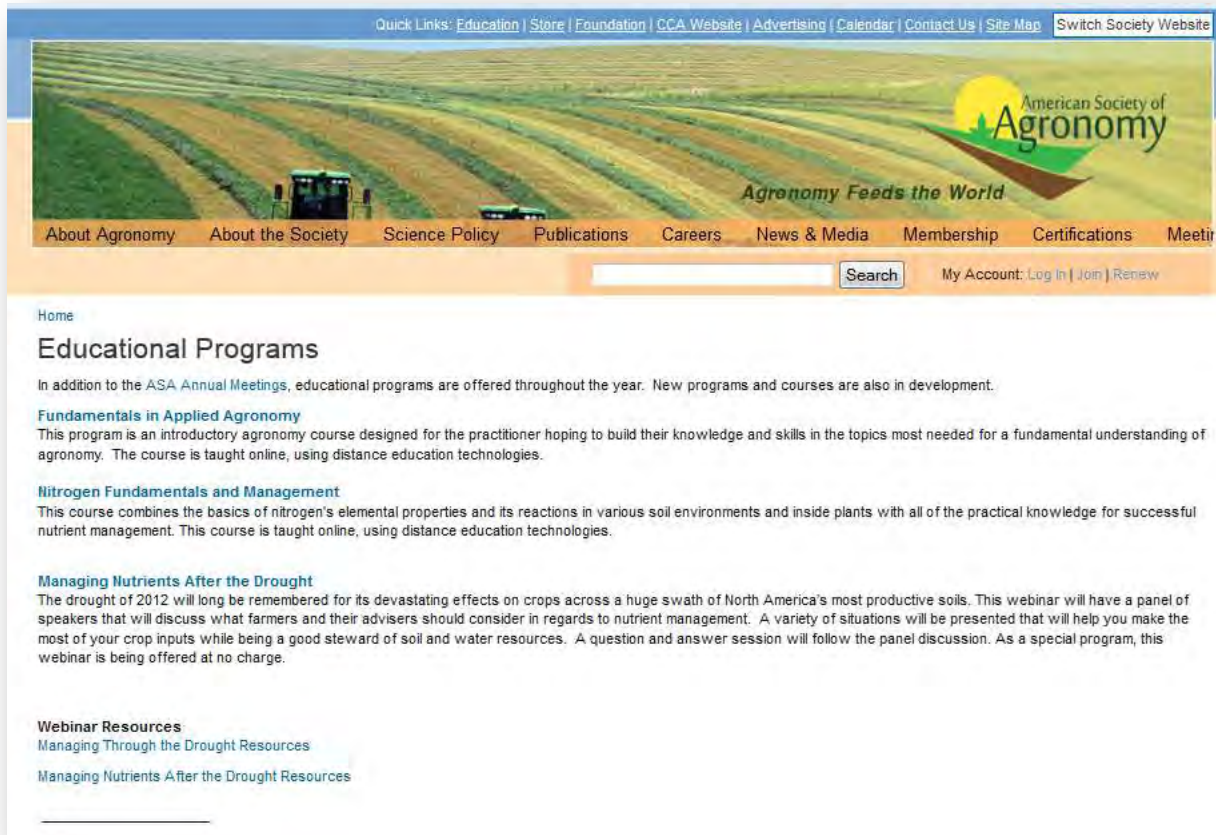 Quick Links: Education | Store | Foundation | CCA Website | Advertising | Calendar | Contact Us | Site Map Switch Society Website
American Society of
Agronomy
Agronomy Feeds the World
About Agronomy About the Society Science Policy Publications Careers News & Media Membership Certifications Meetin
Search My Account: Log In | Join | Renew
Home
Educational Programs
In addition to the ASA Annual Meetings, educational programs are offered throughout the year. New programs and courses are also in development.
Fundamentals in Applied Agronomy
This program is an introductory agronomy course designed for the practitioner hoping to build their knowledge and skills in the topics most needed for a fundamental understanding of
agronomy. The course is taught online, using distance education technologies.
Nitrogen Fundamentals and Management
This course combines the basics of nitrogen's elemental properties and its reactions in various soil environments and inside plants with all of the practical knowledge for successful
nutrient management. This course is taught online, using distance education technologies.
Managing Nutrients After the Drought
The drought of 2012 will long be remembered for its devastating effects on crops across a huge swath of North America's most productive soils. This webinar will have a panel of
speakers that will discuss what farmers and their advisers should consider in regards to nutrient management. A variety of situations will be presented that will help you make the
most of your crop inputs while being a good steward of soil and water resources. A question and answer session will follow the panel discussion. As a special program, this
webinar is being offered at no charge.
Webinar Resources
Managing Through the Drought Resources
Managing Nutrients After the Drought Resources